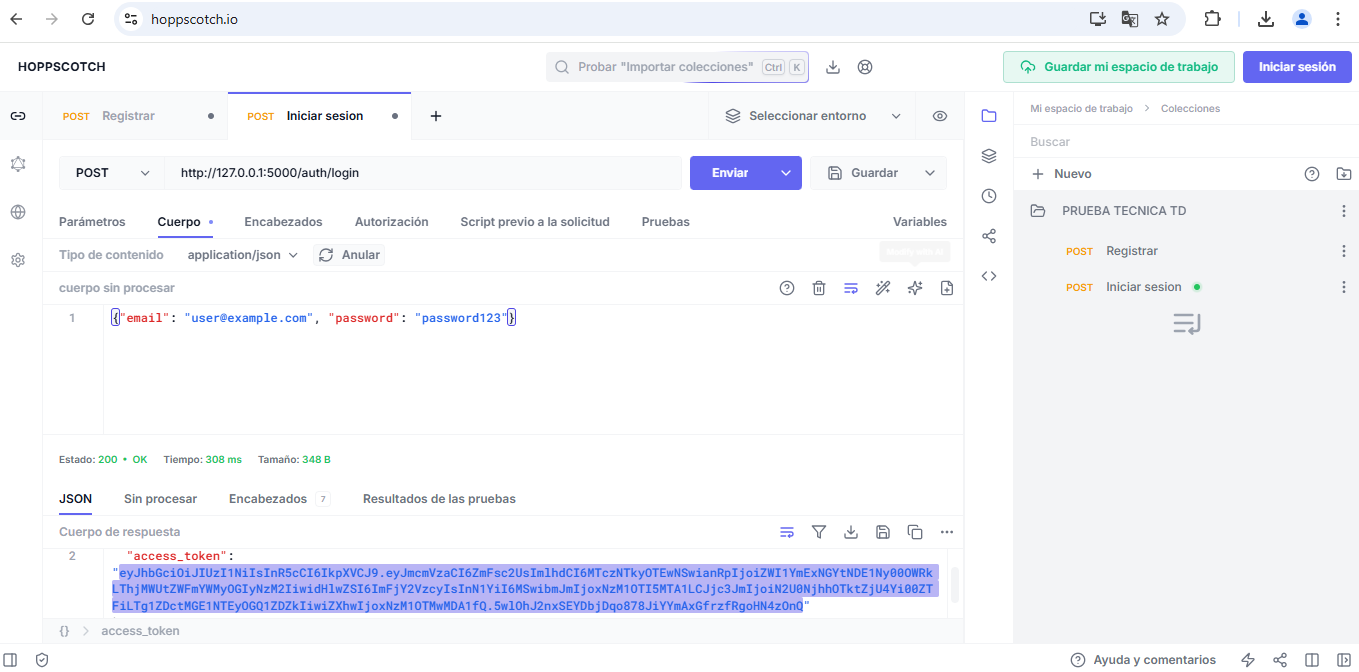 hoppscotch.io
HOPPSCOTCH
Probar "Importar colecciones"
Ctrl K
Guardar mi espacio de trabajo
Iniciar sesión
POST Registrar
POST Iniciar sesion
Seleccionar entorno
Mi espacio de trabajo > Colecciones
Buscar
POST
http://127.0.0.1:5000/auth/login
Enviar
Guardar
+ Nuevo
Parámetros
Cuerpo
Encabezados
Autorización
Script previo a la solicitud
Pruebas
Variables
PRUEBA TECNICA TD
Tipo de contenido
application/json
Anular
Modify with AI
POST Registrar
cuerpo sin procesar
POST Iniciar sesion
1 {"email": "user@example.com", "password": "password123"}
Estado: 200 • OK Tiempo: 308 ms Tamaño: 348 B
JSON
Sin procesar
Encabezados 7
Resultados de las pruebas
Cuerpo de respuesta
2 "access_token":
{} > access_token
Ayuda y comentarios